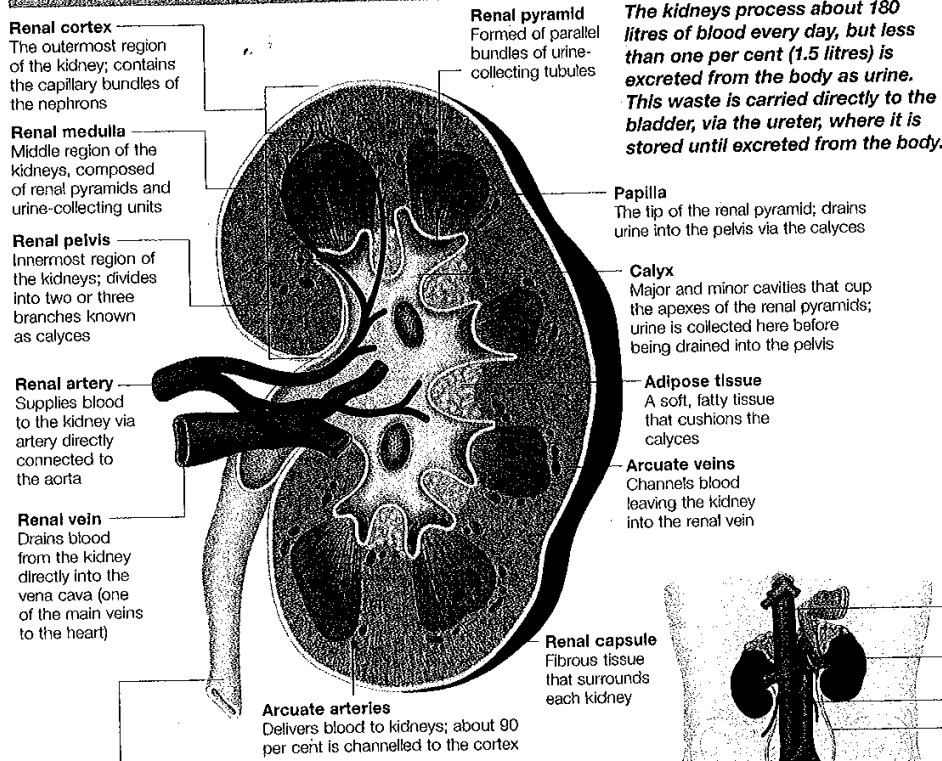 Renal cortex
The outermost region
of the kidney; contains
the capillary bundles of
the nephrons
Renal medulla
Middle region of the
kidneys, composed
of renal pyramids and
urine-collecting units
Renal pelvis
Innermost region of
the kidneys; divides
into two or three
branches known
as calyces
Renal artery
Supplies blood
to the kidney via
artery directly
connected to
the aorta
Renal vein
Drains blood
from the kidney
directly into the
vena cava (one
of the main veins
to the heart)
Renal pyramid
Formed of parallel
bundles of urine-
collecting tubules
The kidneys process about 180
litres of blood every day, but less
than one per cent (1.5 litres) is
excreted from the body as urine.
This waste is carried directly to the
bladder, via the ureter, where it is
stored until excreted from the body.
Papilla
The tip of the renal pyramid; drains
urine into the pelvis via the calyces
Calyx
Major and minor cavities that cup
the apexes of the renal pyramids;
urine is collected here before
being drained into the pelvis
Adipose tissue
A soft, fatty tissue
that cushions the
calyces
Arcuate veins
Channels blood
leaving the kidney
into the renal vein
Renal capsule
Fibrous tissue
that surrounds
each kidney
Arcuate arteries
Delivers blood to kidneys; about 90
per cent is channelled to the cortex